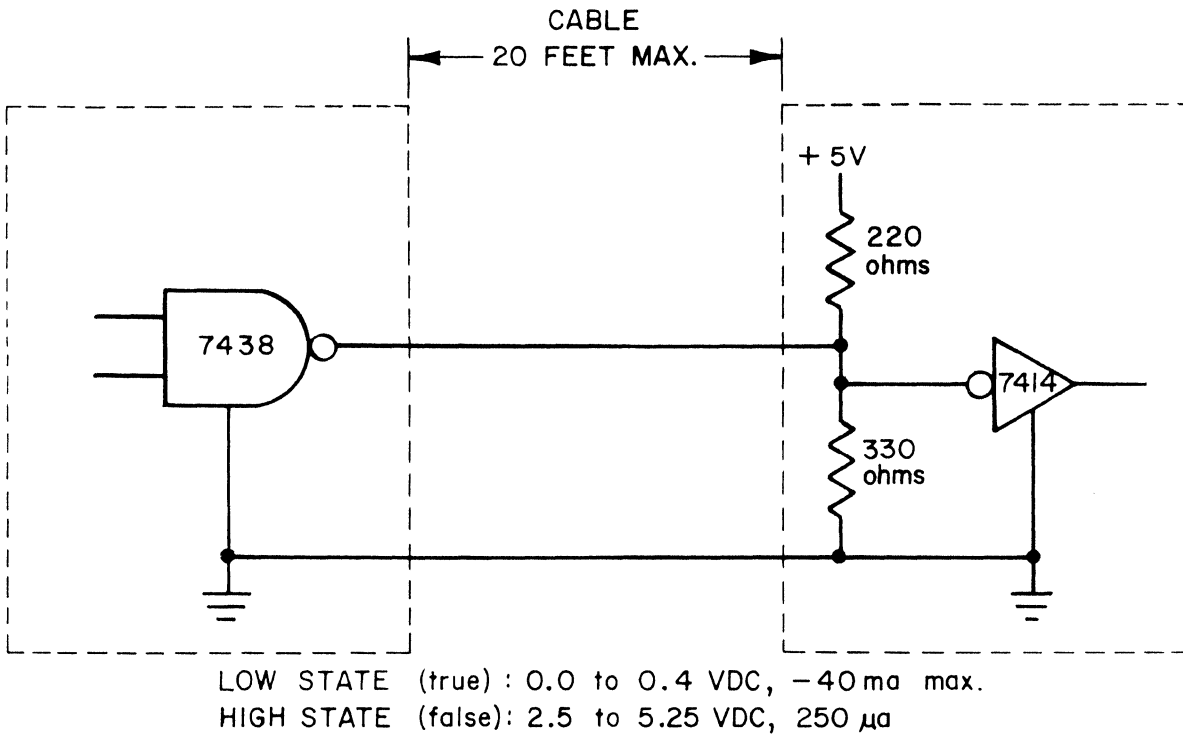 CABLE
20 FEET MAX.
+ 5V
220
ohms
7438
7414
330
ohms
LOW STATE (true) : 0.0 to 0.4 VDC, −40 ma max.
HIGH STATE (false): 2.5 to 5.25 VDC, 250 μa